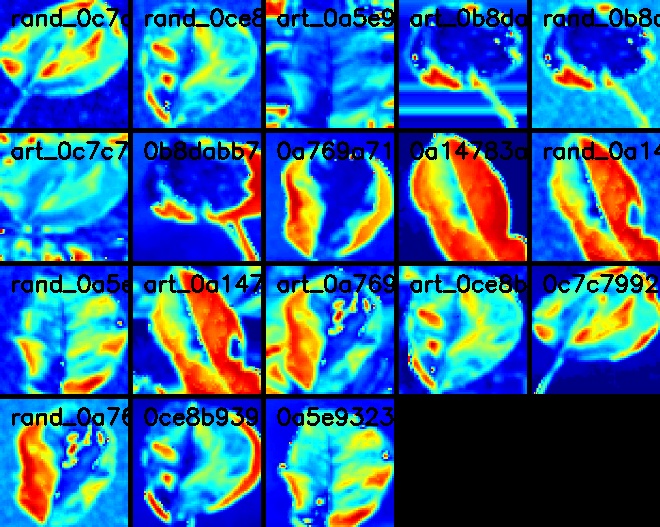 rand_0c7c
rand_0ce8
art_0a5e9
art_0b8da
rand_0b8d
art_0c7c7
0b8dabb7
0a769a71
0a14783a
rand_0a14
rand_0a5e
art_0a147
art_0a769
art_0ce8b
0c7c7992
rand_0a76
0ce8b939
0a5e9323